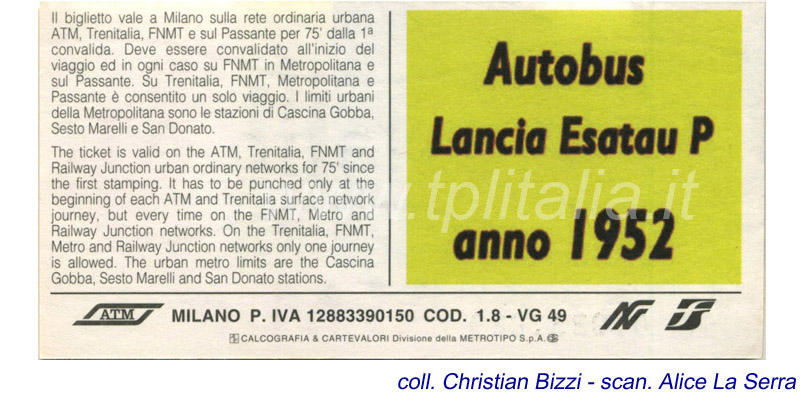 Il biglietto vale a Milano sulla rete ordinaria urbana
ATM, Trenitalia, FNMT e sul Passante per 75' dalla 1ª
convalida. Deve essere convalidato all'inizio del
viaggio ed in ogni caso su FNMT in Metropolitana e
sul Passante. Su Trenitalia, FNMT, Metropolitana e
Passante è consentito un solo viaggio. I limiti urbani
della Metropolitana sono le stazioni di Cascina Gobba,
Sesto Marelli e San Donato.
The ticket is valid on the ATM, Trenitalia, FNMT and
Railway Junction urban ordinary networks for 75' since
the first stamping. It has to be punched only at the
beginning of each ATM and Trenitalia surface network
journey, but every time on the FNMT, Metro and
Railway Junction networks. On the Trenitalia, FNMT,
Metro and Railway Junction networks only one journey
is allowed. The urban metro limits are the Cascina
Gobba, Sesto Marelli and San Donato stations.
Autobus
Lancia Esatau P
anno 1952
www.tplitalia.it
ATM MILANO P. IVA 12883390150 COD. 1.8 - VG 49
CALCOGRAFIA & CARTEVALORI Divisione della METROTIPO S.p.A.
coll. Christian Bizzi - scan. Alice La Serra